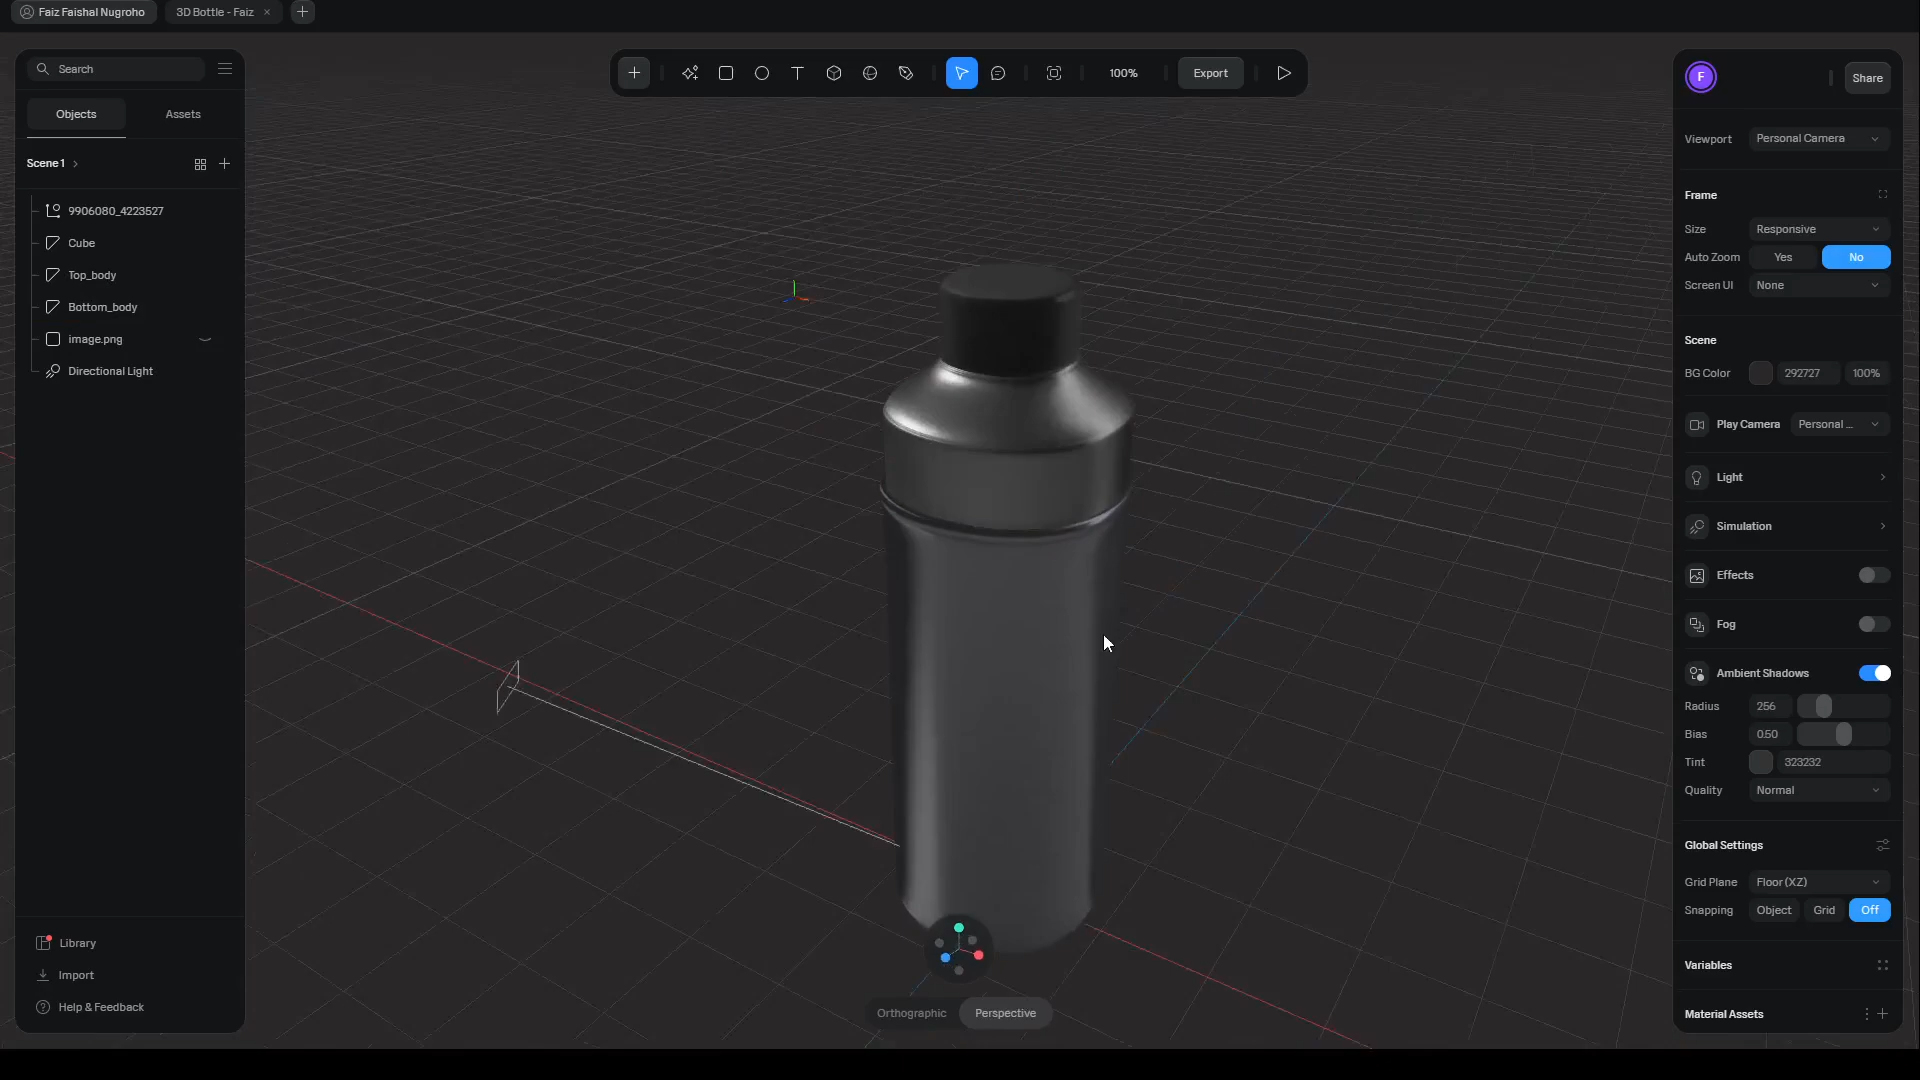 Faiz Faishal Nugroho
3D Bottle - Faiz
Search
100%
Export
F
Share
Objects
Assets
Scene 1
9906080_4223527
Cube
Top_body
Bottom_body
image.png
Directional Light
Library
Import
Help & Feedback
Orthographic
Perspective
Viewport
Personal Camera
Frame
Size
Responsive
Auto Zoom
Yes
No
Screen UI
None
Scene
BG Color
292727
100%
Play Camera
Personal ...
Light
Simulation
Effects
Fog
Ambient Shadows
Radius
256
Bias
0.50
Tint
323232
Quality
Normal
Global Settings
Grid Plane
Floor (XZ)
Snapping
Object
Grid
Off
Variables
Material Assets